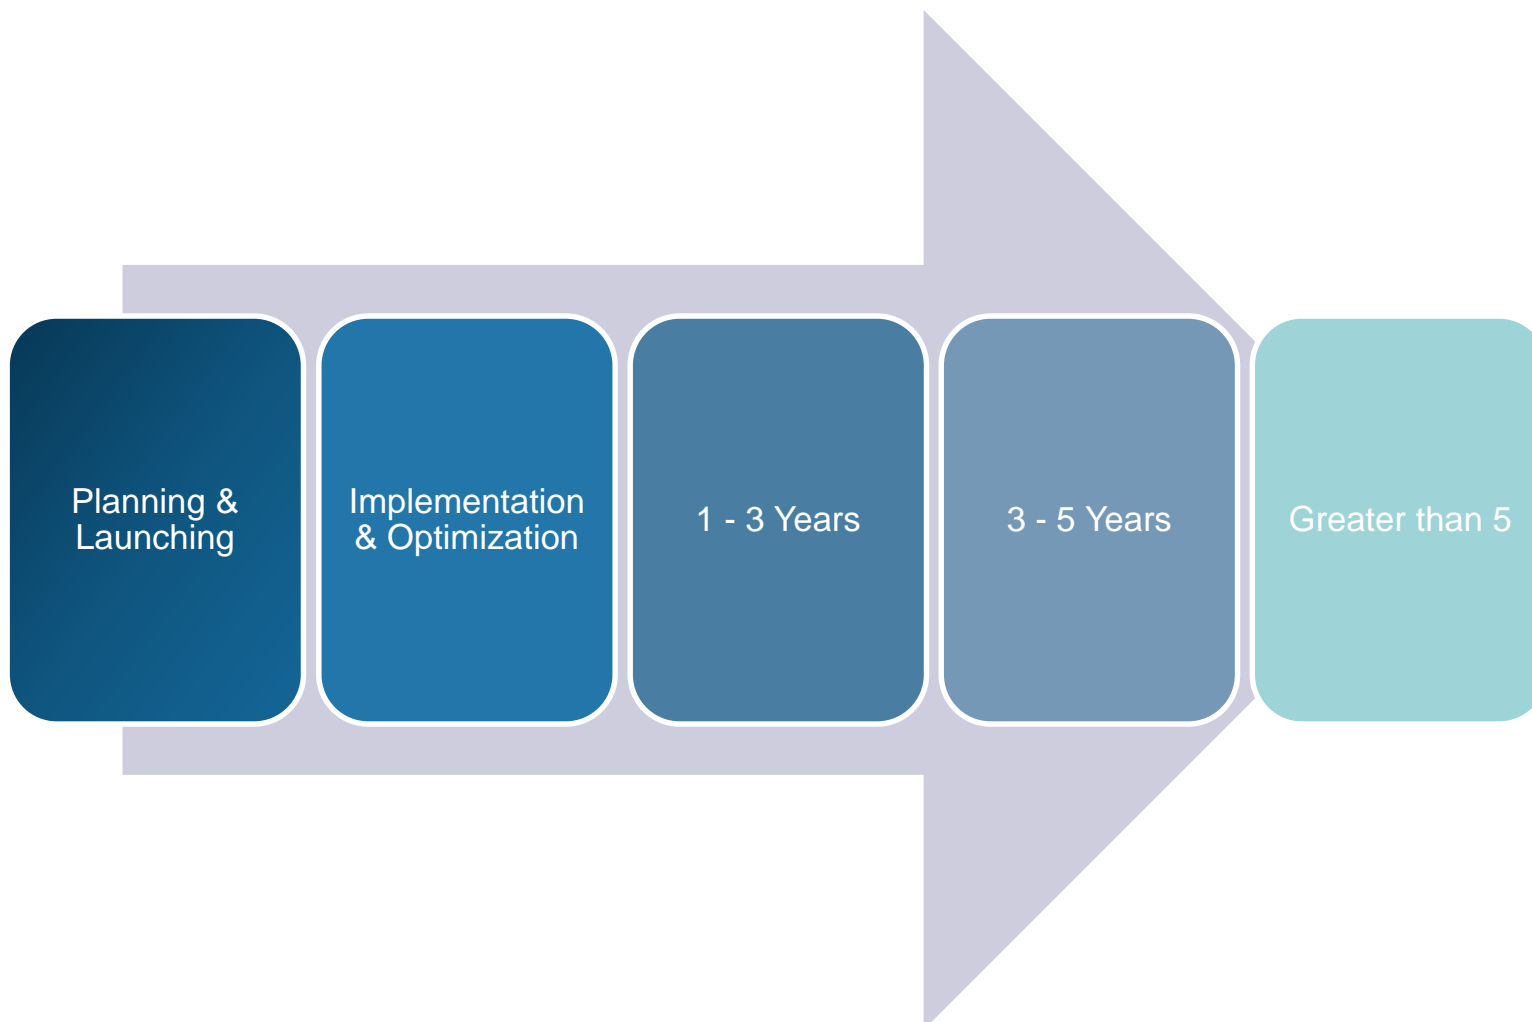 Planning &
Launching
Implementation
& Optimization
1 - 3 Years
3 - 5 Years
Greater than 5